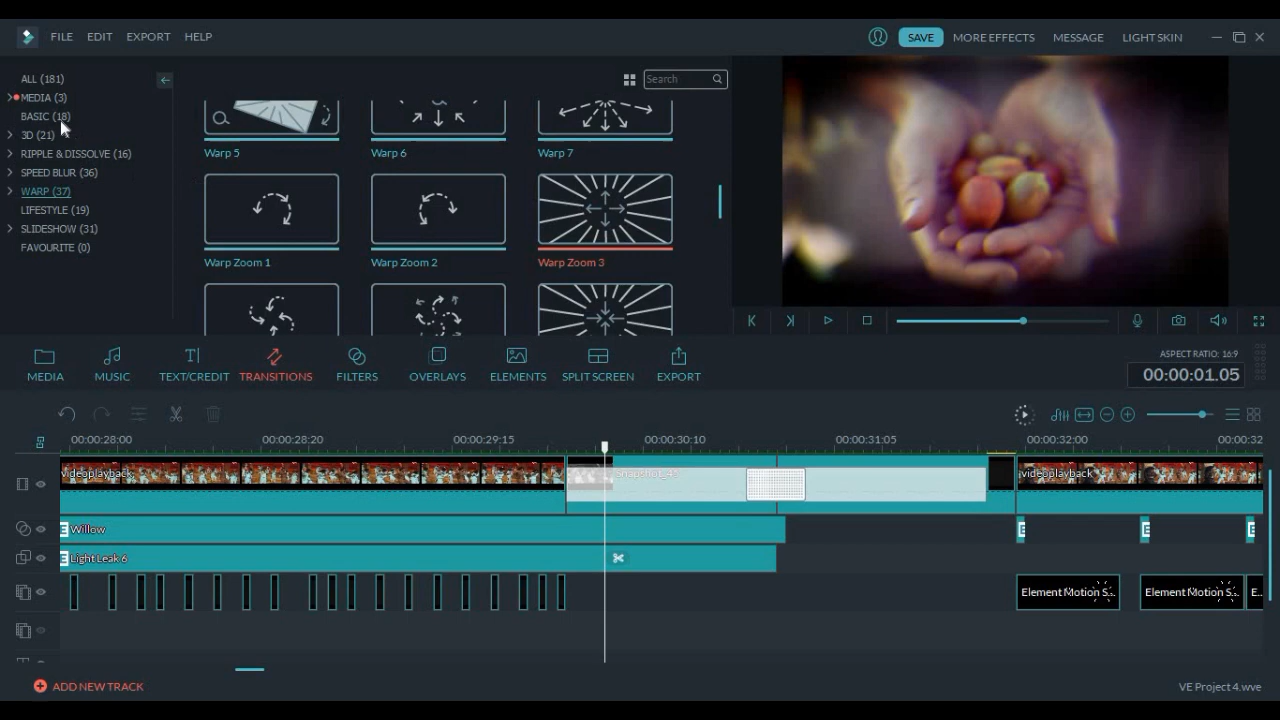 FILE EDIT EXPORT HELP
SAVE MORE EFFECTS MESSAGE LIGHT SKIN
ALL (181)
MEDIA (3)
BASIC (18)
3D (21)
RIPPLE & DISSOLVE (16)
SPEED BLUR (36)
WARP (37)
LIFESTYLE (19)
SLIDESHOW (31)
FAVOURITE (0)
Search
Warp 5 Warp 6 Warp 7
Warp Zoom 1 Warp Zoom 2 Warp Zoom 3
MEDIA MUSIC TEXT/CREDIT TRANSITIONS FILTERS OVERLAYS ELEMENTS SPLIT SCREEN EXPORT
ASPECT RATIO: 16:9
00:00:01.05
00:00:28:00 00:00:28:20 00:00:29:15 00:00:30:10 00:00:31:05 00:00:32:00 00:00:32
videoplayback videoplayback
E Willow E E E
E Light Leak 6
Element Motion S... Element Motion S... E...
ADD NEW TRACK
VE Project 4.wve